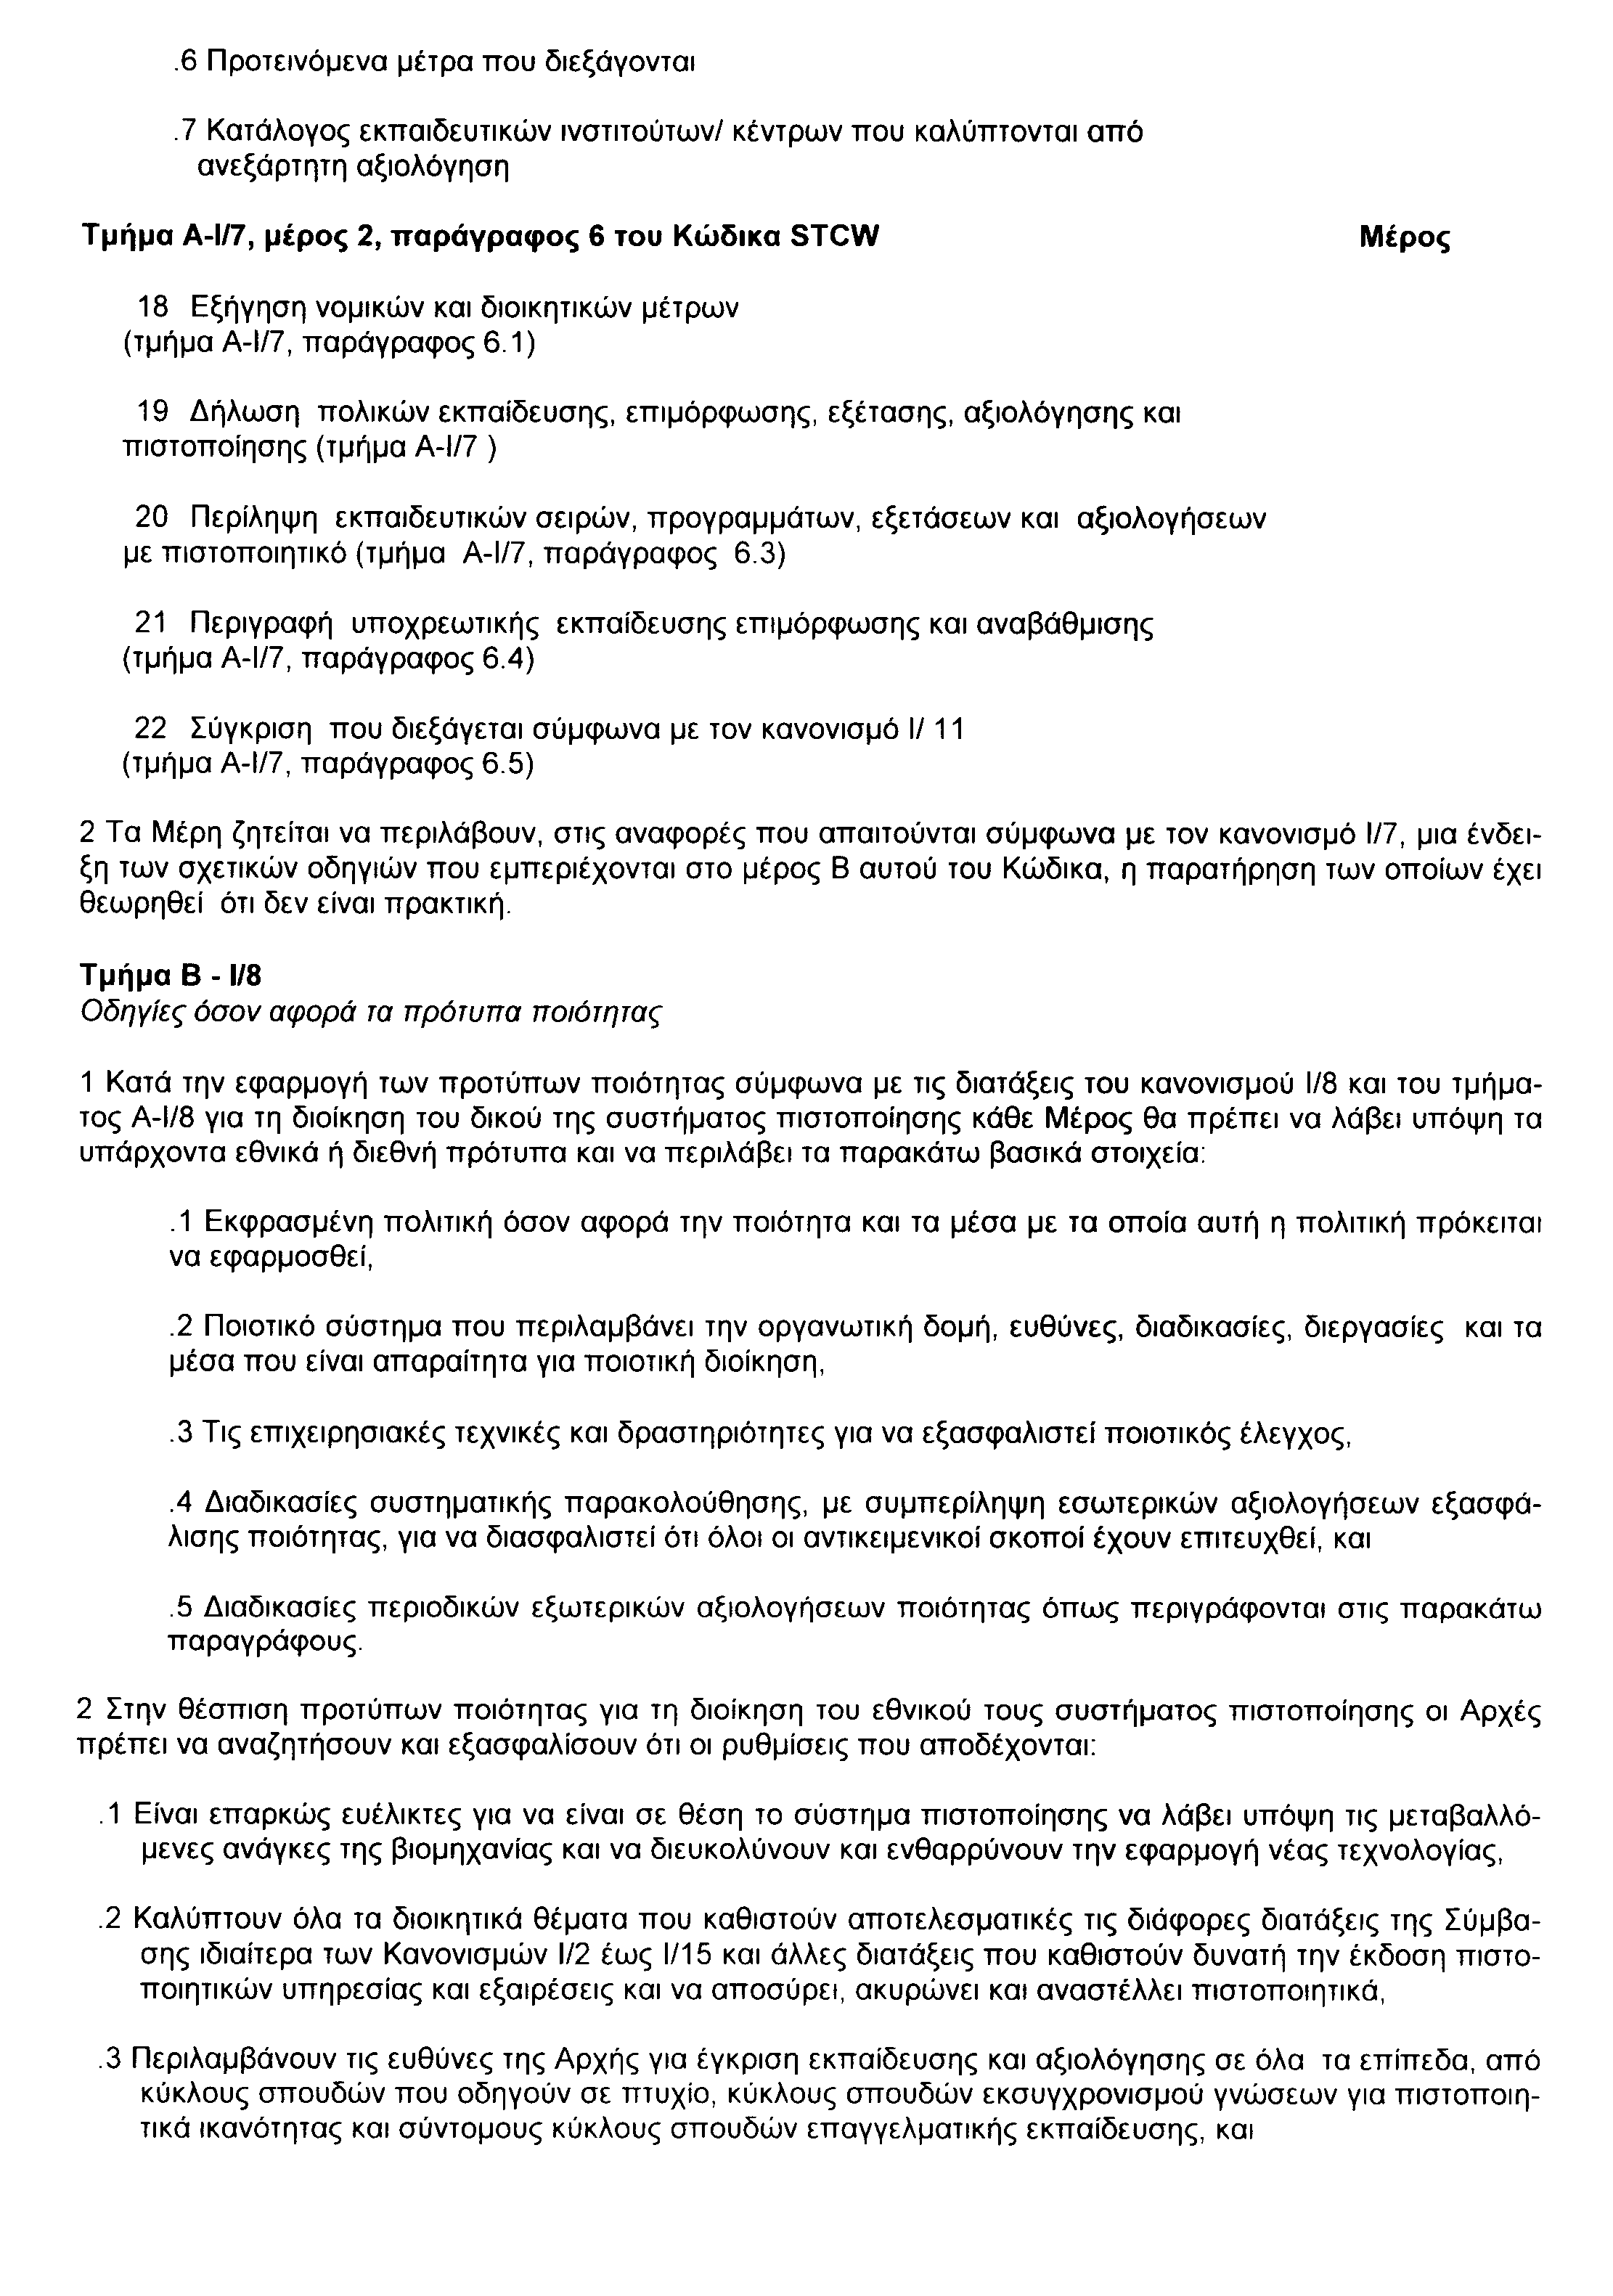 .6 Προτεινόμενα μέτρα που διεξάγονται
.7 Κατάλογος εκπαιδευτικών ινστιτούτων/ κέντρων που καλύπτονται από
ανεξάρτητη αξιολόγηση
Τμήμα Α-Ι/7, μέρος 2, παράγραφος 6 του Κώδικα STCW Μέρος
18 Εξήγηση νομικών και διοικητικών μέτρων
(τμήμα Α-Ι/7, παράγραφος 6.1)
19 Δήλωση πολικών εκπαίδευσης, επιμόρφωσης, εξέτασης, αξιολόγησης και
πιστοποίησης (τμήμα Α-Ι/7 )
20 Περίληψη εκπαιδευτικών σειρών, προγραμμάτων, εξετάσεων και αξιολογήσεων
με πιστοποιητικό (τμήμα Α-Ι/7, παράγραφος 6.3)
21 Περιγραφή υποχρεωτικής εκπαίδευσης επιμόρφωσης και αναβάθμισης
(τμήμα Α-Ι/7, παράγραφος 6.4)
22 Σύγκριση που διεξάγεται σύμφωνα με τον κανονισμό Ι/ 11
(τμήμα Α-Ι/7, παράγραφος 6.5)
2 Τα Μέρη ζητείται να περιλάβουν, στις αναφορές που απαιτούνται σύμφωνα με τον κανονισμό Ι/7, μια ένδει-
ξη των σχετικών οδηγιών που εμπεριέχονται στο μέρος Β αυτού του Κώδικα, η παρατήρηση των οποίων έχει
θεωρηθεί ότι δεν είναι πρακτική.
Τμήμα Β - Ι/8
Οδηγίες όσον αφορά τα πρότυπα ποιότητας
1 Κατά την εφαρμογή των προτύπων ποιότητας σύμφωνα με τις διατάξεις του κανονισμού Ι/8 και του τμήμα-
τος Α-Ι/8 για τη διοίκηση του δικού της συστήματος πιστοποίησης κάθε Μέρος θα πρέπει να λάβει υπόψη τα
υπάρχοντα εθνικά ή διεθνή πρότυπα και να περιλάβει τα παρακάτω βασικά στοιχεία:
.1 Εκφρασμένη πολιτική όσον αφορά την ποιότητα και τα μέσα με τα οποία αυτή η πολιτική πρόκειται
να εφαρμοσθεί,
.2 Ποιοτικό σύστημα που περιλαμβάνει την οργανωτική δομή, ευθύνες, διαδικασίες, διεργασίες και τα
μέσα που είναι απαραίτητα για ποιοτική διοίκηση,
.3 Τις επιχειρησιακές τεχνικές και δραστηριότητες για να εξασφαλιστεί ποιοτικός έλεγχος,
.4 Διαδικασίες συστηματικής παρακολούθησης, με συμπερίληψη εσωτερικών αξιολογήσεων εξασφά-
λισης ποιότητας, για να διασφαλιστεί ότι όλοι οι αντικειμενικοί σκοποί έχουν επιτευχθεί, και
.5 Διαδικασίες περιοδικών εξωτερικών αξιολογήσεων ποιότητας όπως περιγράφονται στις παρακάτω
παραγράφους.
2 Στην θέσπιση προτύπων ποιότητας για τη διοίκηση του εθνικού τους συστήματος πιστοποίησης οι Αρχές
πρέπει να αναζητήσουν και εξασφαλίσουν ότι οι ρυθμίσεις που αποδέχονται:
.1 Είναι επαρκώς ευέλικτες για να είναι σε θέση το σύστημα πιστοποίησης να λάβει υπόψη τις μεταβαλλό-
μενες ανάγκες της βιομηχανίας και να διευκολύνουν και ενθαρρύνουν την εφαρμογή νέας τεχνολογίας,
.2 Καλύπτουν όλα τα διοικητικά θέματα που καθιστούν αποτελεσματικές τις διάφορες διατάξεις της Σύμβα-
σης ιδιαίτερα των Κανονισμών Ι/2 έως Ι/15 και άλλες διατάξεις που καθιστούν δυνατή την έκδοση πιστο-
ποιητικών υπηρεσίας και εξαιρέσεις και να αποσύρει, ακυρώνει και αναστέλλει πιστοποιητικά,
.3 Περιλαμβάνουν τις ευθύνες της Αρχής για έγκριση εκπαίδευσης και αξιολόγησης σε όλα τα επίπεδα, από
κύκλους σπουδών που οδηγούν σε πτυχίο, κύκλους σπουδών εκσυγχρονισμού γνώσεων για πιστοποιη-
τικά ικανότητας και σύντομους κύκλους σπουδών επαγγελματικής εκπαίδευσης, και